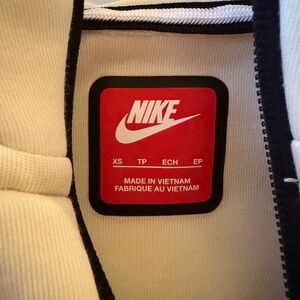 NIKE
XS TP ECH EP
MADE IN VIETNAM
FABRIQUE AU VIETNAM